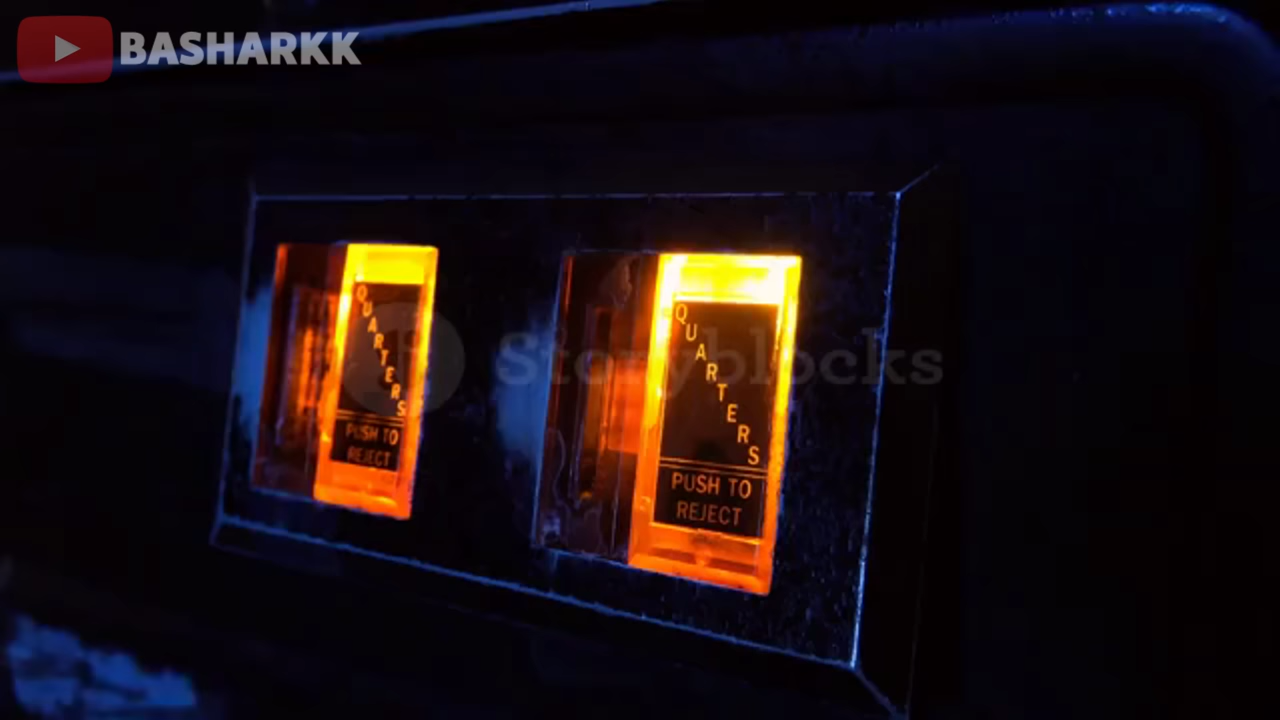 BASHARKK
QUARTERS
PUSH TO
REJECT
QUARTERS
PUSH TO
REJECT
Storyblocks